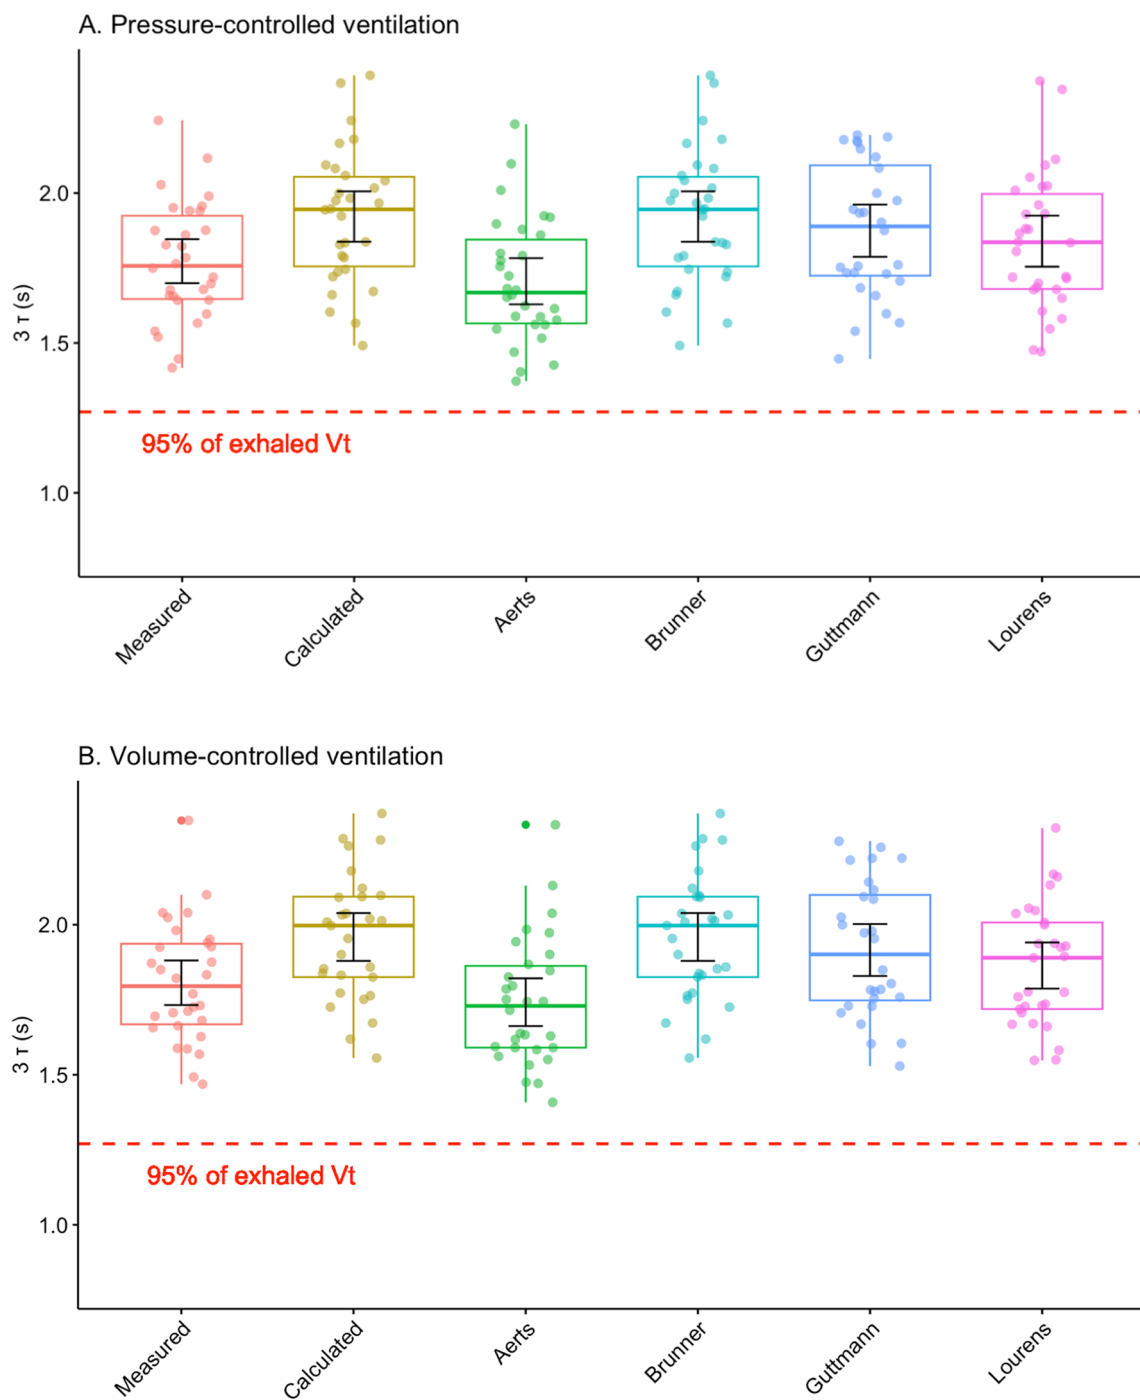 A. Pressure-controlled ventilation
3 τ (s)
2.0
1.5
1.0
95% of exhaled Vt
Measured
Calculated
Aerts
Brunner
Guttmann
Lourens
B. Volume-controlled ventilation
3 τ (s)
2.0
1.5
1.0
95% of exhaled Vt
Measured
Calculated
Aerts
Brunner
Guttmann
Lourens